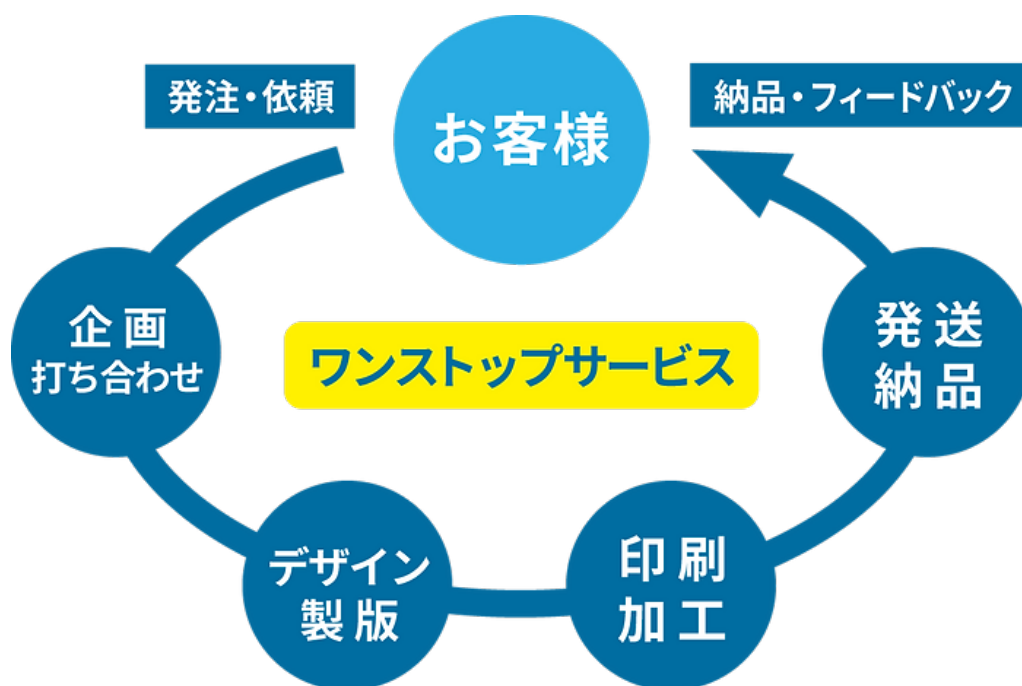 お客様
発注・依頼
納品・フィードバック
企画
打ち合わせ
ワンストップサービス
発送
納品
デザイン
製版
印刷
加工